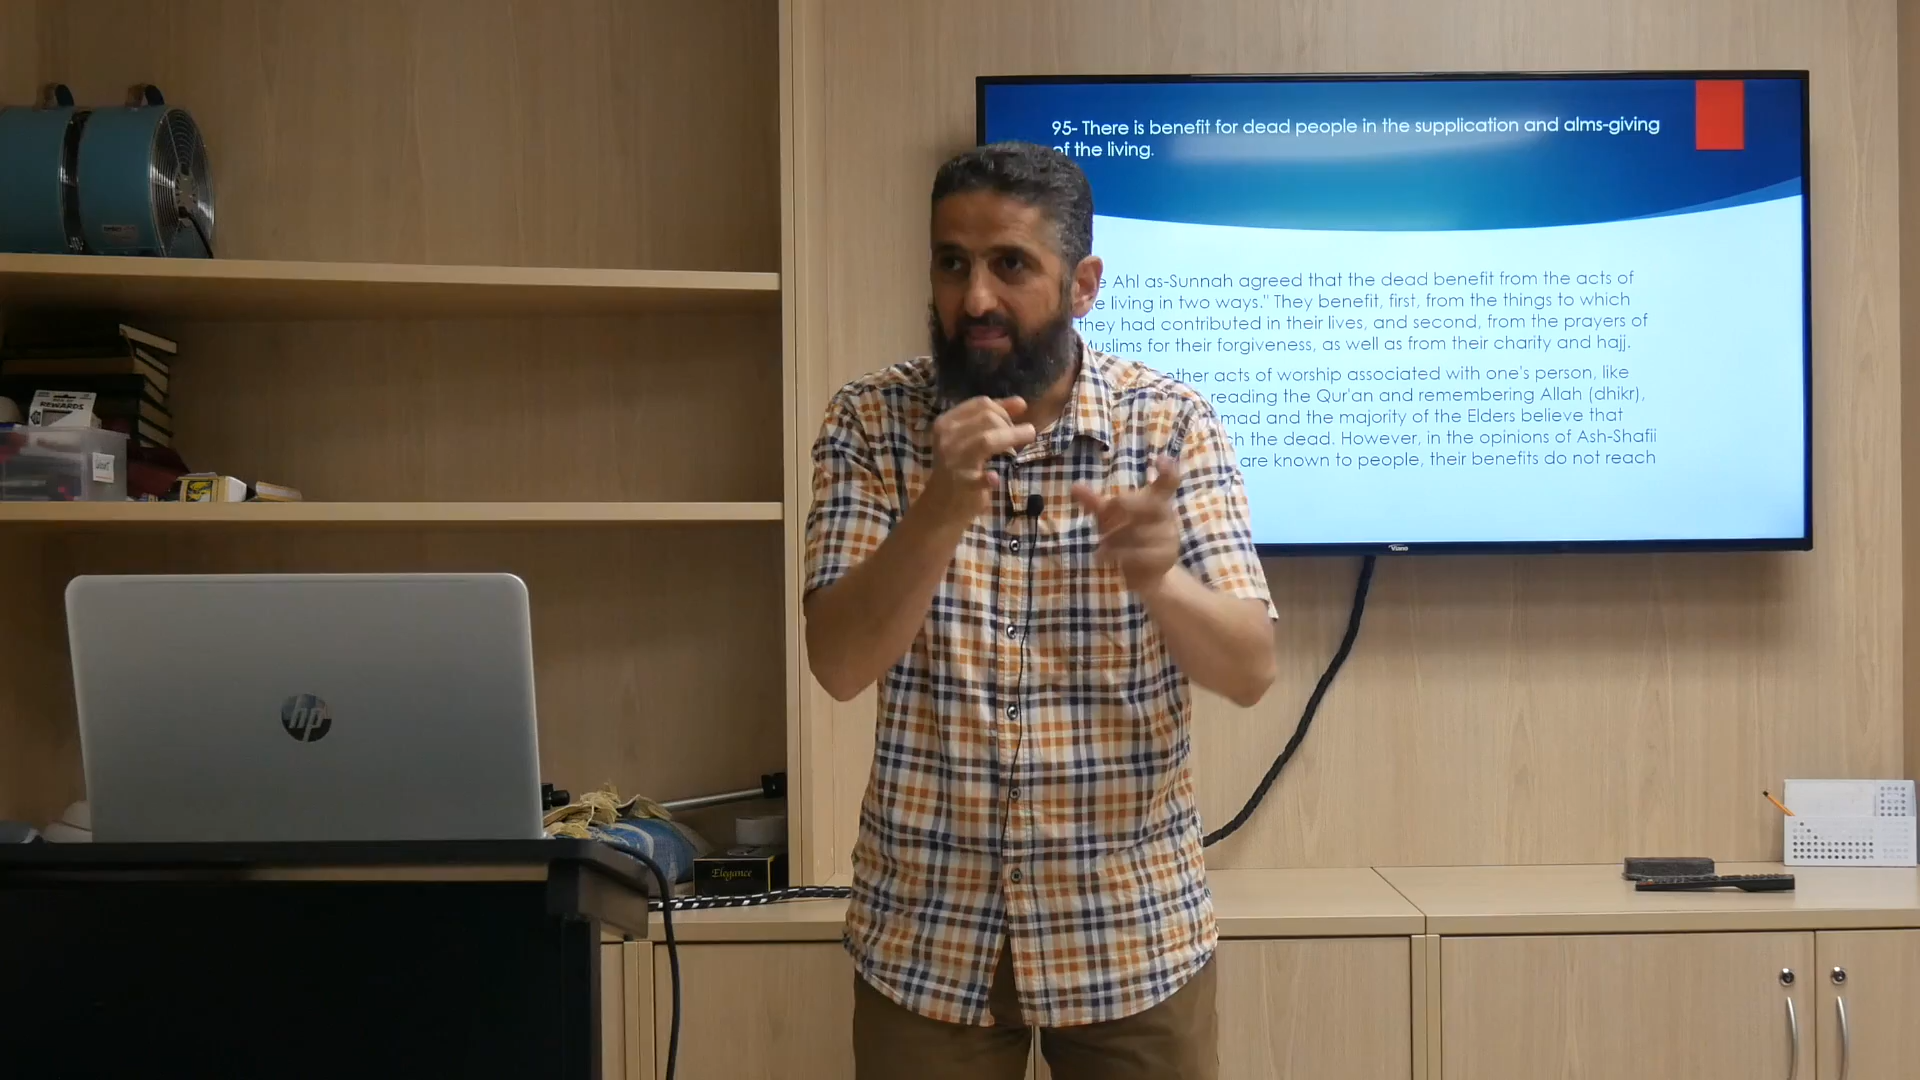 95- There is benefit for dead people in the supplication and alms-giving
of the living.
Ahl as-Sunnah agreed that the dead benefit from the acts of
living in two ways." They benefit, first, from the things to which
they had contributed in their lives, and second, from the prayers of
Muslims for their forgiveness, as well as from their charity and hajj.
other acts of worship associated with one's person, like
reading the Qur'an and remembering Allah (dhikr),
and the majority of the Elders believe that
the dead. However, in the opinions of Ash-Shafii
are known to people, their benefits do not reach
REWARDS
hp
Elegance